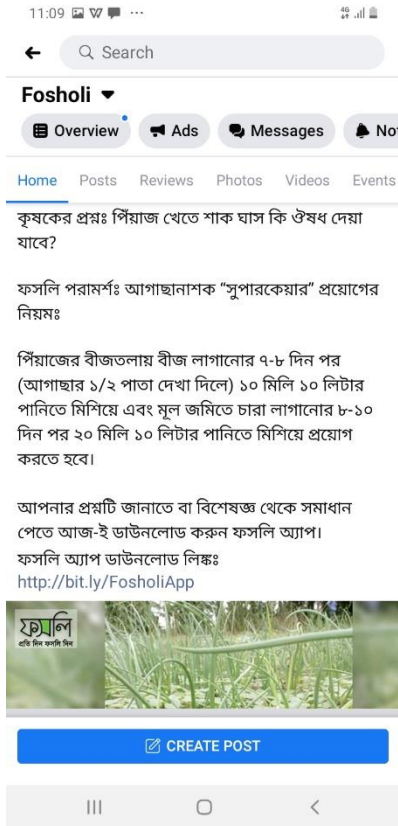 11:09
4G
Search
Fosholi
Overview
Ads
Messages
No
Home Posts Reviews Photos Videos Events
কৃষকের প্রশ্নঃ পিঁয়াজ খেতে শাক ঘাস কি ঔষধ দেয়া
যাবে?
ফসলি পরামর্শঃ আগাছানাশক “সুপারকেয়ার” প্রয়োগের
নিয়মঃ
পিঁয়াজের বীজতলায় বীজ লাগানোর ৭-৮ দিন পর
(আগাছার ১/২ পাতা দেখা দিলে) ১০ মিলি ১০ লিটার
পানিতে মিশিয়ে এবং মূল জমিতে চারা লাগানোর ৮-১০
দিন পর ২০ মিলি ১০ লিটার পানিতে মিশিয়ে প্রয়োগ
করতে হবে।
আপনার প্রশ্নটি জানাতে বা বিশেষজ্ঞ থেকে সমাধান
পেতে আজ-ই ডাউনলোড করুন ফসলি অ্যাপ।
ফসলি অ্যাপ ডাউনলোড লিঙ্কঃ
http://bit.ly/FosholiApp
ফসলি
প্রতি দিন ফসলি দিন
CREATE POST